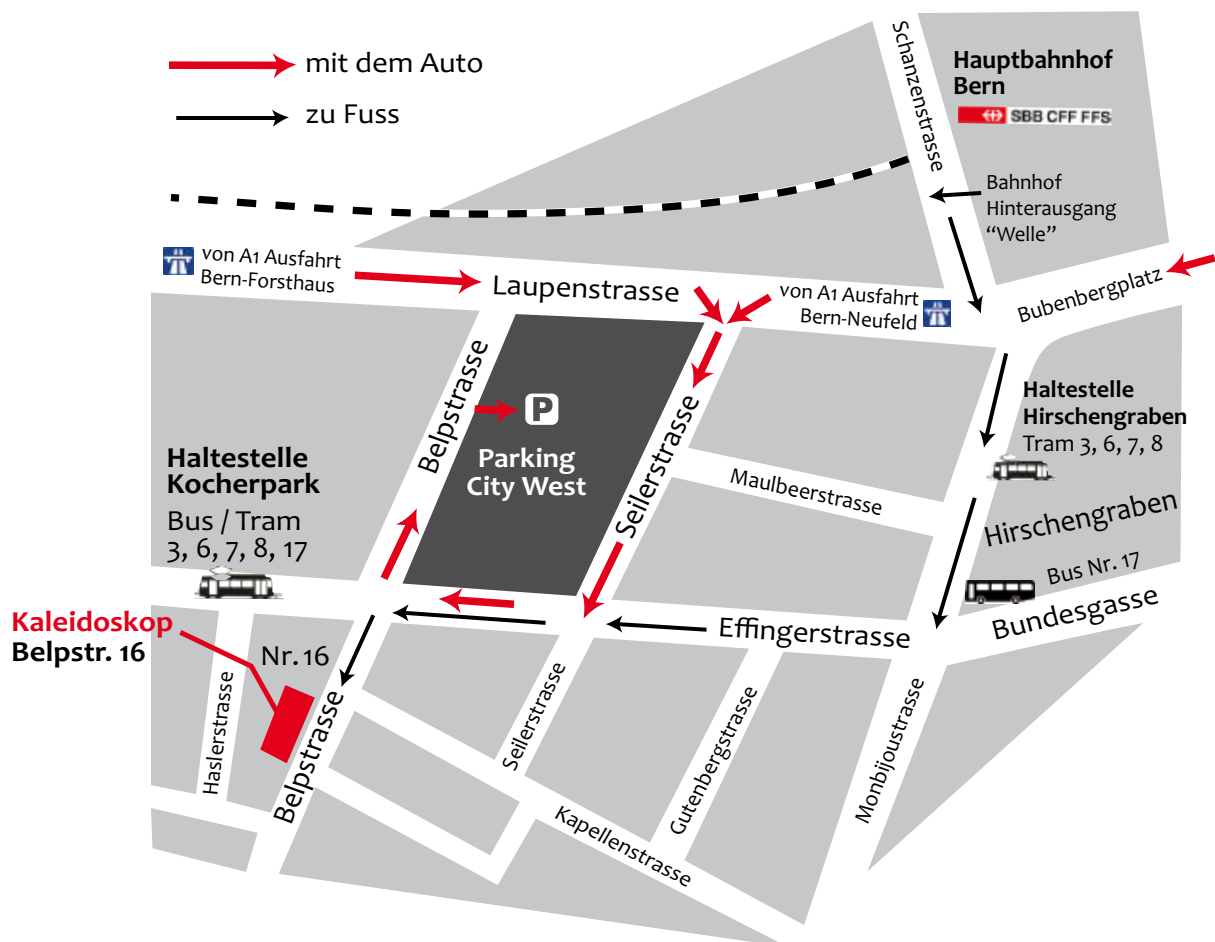 mit dem Auto
zu Fuss
Schanzenstrasse
Hauptbahnhof
Bern
SBB CFF FFS
Bahnhof
Hinterausgang
“Welle”
von A1 Ausfahrt
Bern-Forsthaus
Laupenstrasse
von A1 Ausfahrt
Bern-Neufeld
Bubenbergplatz
Belpstrasse
P
Parking
City West
Seilerstrasse
Haltestelle
Hirschengraben
Tram 3, 6, 7, 8
Maulbeerstrasse
Haltestelle
Kocherpark
Bus / Tram
3, 6, 7, 8, 17
Hirschengraben
Bus Nr. 17
Bundesgasse
Effingerstrasse
Kaleidoskop
Belpstr. 16
Nr. 16
Haslerstrasse
Belpstrasse
Seilerstrasse
Gutenbergstrasse
Monbijoustrasse
Kapellenstrasse